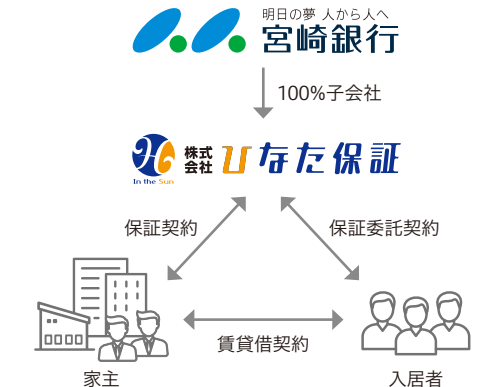 明日の夢 人から人へ
宮崎銀行
100%子会社
In the Sun
株式
会社
ひなた保証
保証契約
保証委託契約
賃貸借契約
家主
入居者